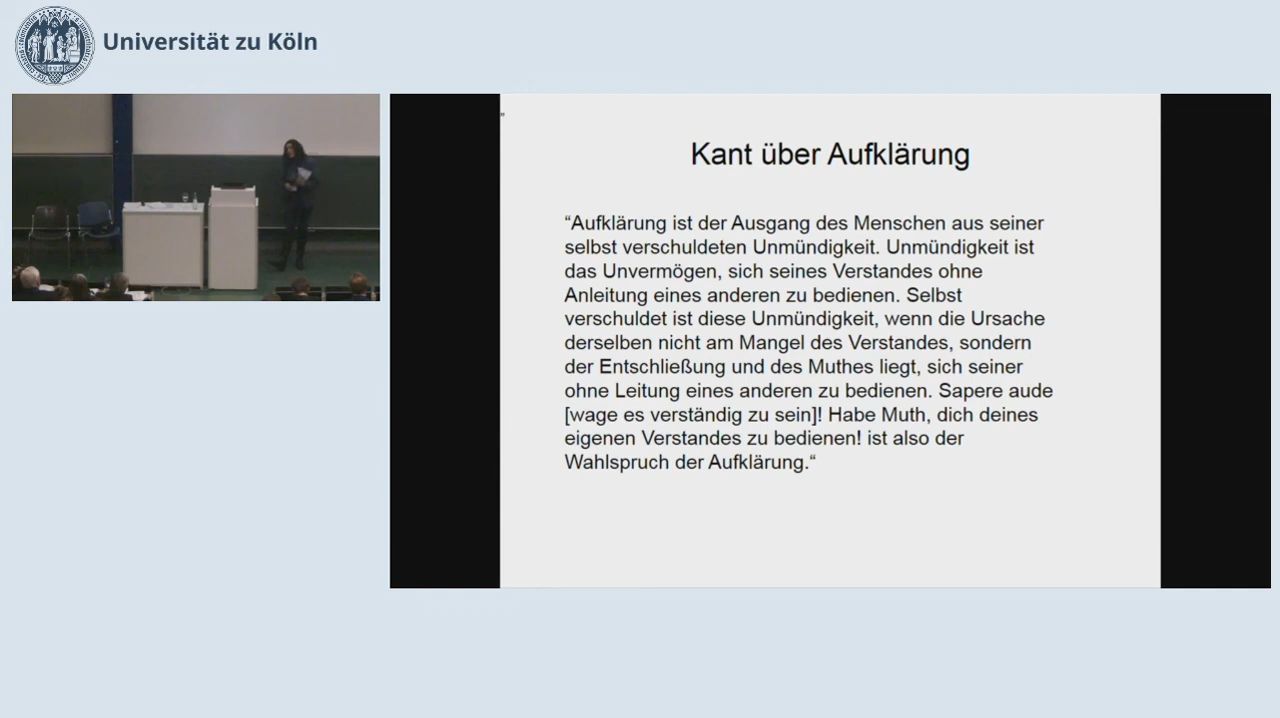 Universität zu Köln
Kant über Aufklärung
“Aufklärung ist der Ausgang des Menschen aus seiner
selbst verschuldeten Unmündigkeit. Unmündigkeit ist
das Unvermögen, sich seines Verstandes ohne
Anleitung eines anderen zu bedienen. Selbst
verschuldet ist diese Unmündigkeit, wenn die Ursache
derselben nicht am Mangel des Verstandes, sondern
der Entschließung und des Muthes liegt, sich seiner
ohne Leitung eines anderen zu bedienen. Sapere aude
[wage es verständig zu sein]! Habe Muth, dich deines
eigenen Verstandes zu bedienen! ist also der
Wahlspruch der Aufklärung.“